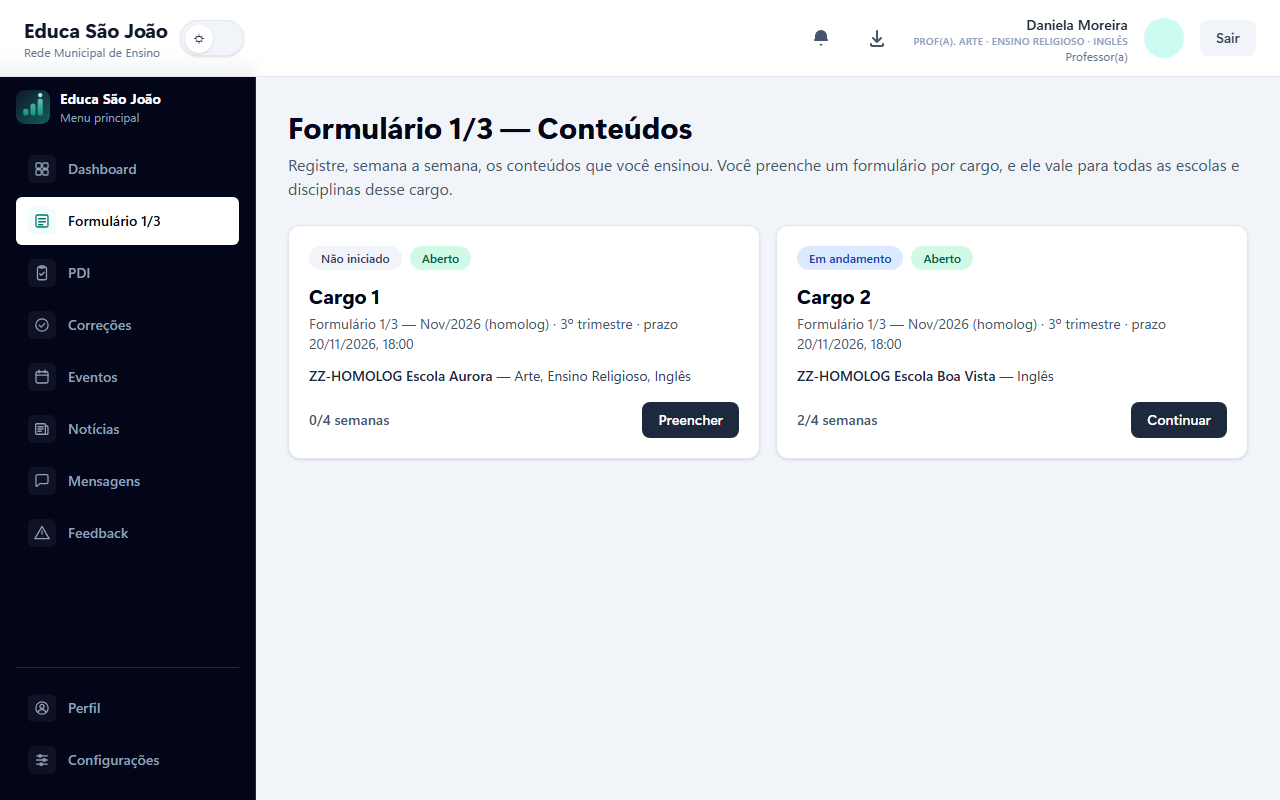 Educa São João
Rede Municipal de Ensino
Daniela Moreira
PROF(A). ARTE · ENSINO RELIGIOSO · INGLÊS
Professor(a)
Sair
Educa São João
Menu principal
Dashboard
Formulário 1/3
PDI
Correções
Eventos
Notícias
Mensagens
Feedback
Perfil
Configurações
Formulário 1/3 — Conteúdos
Registre, semana a semana, os conteúdos que você ensinou. Você preenche um formulário por cargo, e ele vale para todas as escolas e
disciplinas desse cargo.
Não iniciado
Aberto
Cargo 1
Formulário 1/3 — Nov/2026 (homolog) · 3º trimestre · prazo
20/11/2026, 18:00
ZZ-HOMOLOG Escola Aurora — Arte, Ensino Religioso, Inglês
0/4 semanas
Preencher
Em andamento
Aberto
Cargo 2
Formulário 1/3 — Nov/2026 (homolog) · 3º trimestre · prazo
20/11/2026, 18:00
ZZ-HOMOLOG Escola Boa Vista — Inglês
2/4 semanas
Continuar